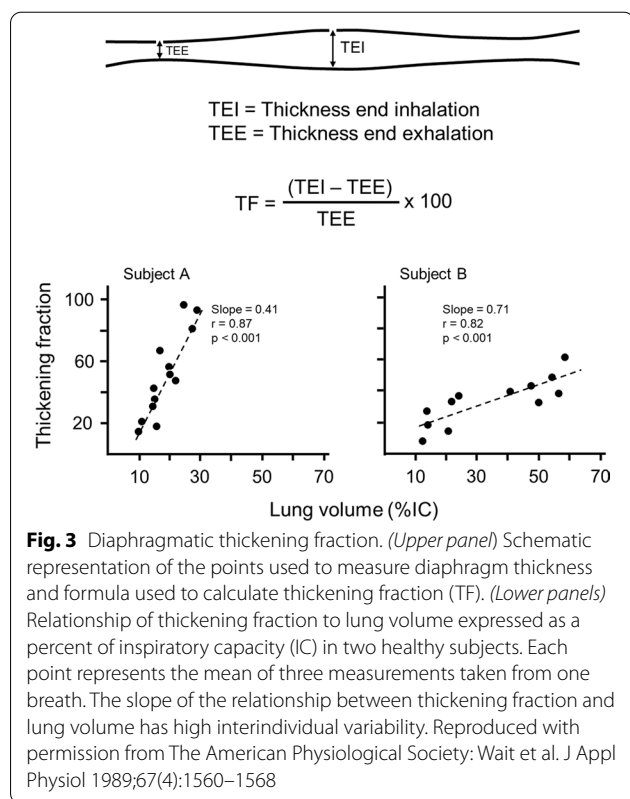 TEE
TEI
TEI = Thickness end inhalation
TEE = Thickness end exhalation
TF = (TEI – TEE) / TEE x 100
Subject A
Subject B
Thickening fraction
100
60
20
Slope = 0.41
r = 0.87
p < 0.001
Slope = 0.71
r = 0.82
p < 0.001
10 30 50 70
10 30 50 70
Lung volume (%IC)
Fig. 3 Diaphragmatic thickening fraction. (Upper panel) Schematic
representation of the points used to measure diaphragm thickness
and formula used to calculate thickening fraction (TF). (Lower panels)
Relationship of thickening fraction to lung volume expressed as a
percent of inspiratory capacity (IC) in two healthy subjects. Each
point represents the mean of three measurements taken from one
breath. The slope of the relationship between thickening fraction and
lung volume has high interindividual variability. Reproduced with
permission from The American Physiological Society: Wait et al. J Appl
Physiol 1989;67(4):1560–1568